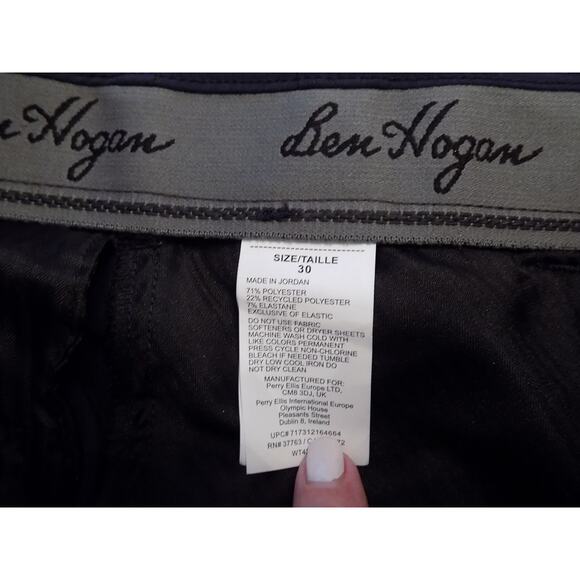 Hogan
Ben Hogan
SIZE/TAILLE
30
MADE IN JORDAN
71% POLYESTER
22% RECYCLED POLYESTER
7% ELASTANE
EXCLUSIVE OF ELASTIC
DO NOT USE FABRIC
SOFTENERS OR DRYER SHEETS
MACHINE WASH COLD WITH
LIKE COLORS PERMANENT
PRESS CYCLE NON-CHLORINE
BLEACH IF NEEDED TUMBLE
DRY LOW COOL IRON DO
NOT DRY CLEAN
MANUFACTURED FOR:
Perry Ellis Europe LTD,
CM8 3DJ, UK
Perry Ellis International Europe
Olympic House
Pleasants Street
Dublin 8, Ireland
UPC# 717312164664
RN# 37763 /